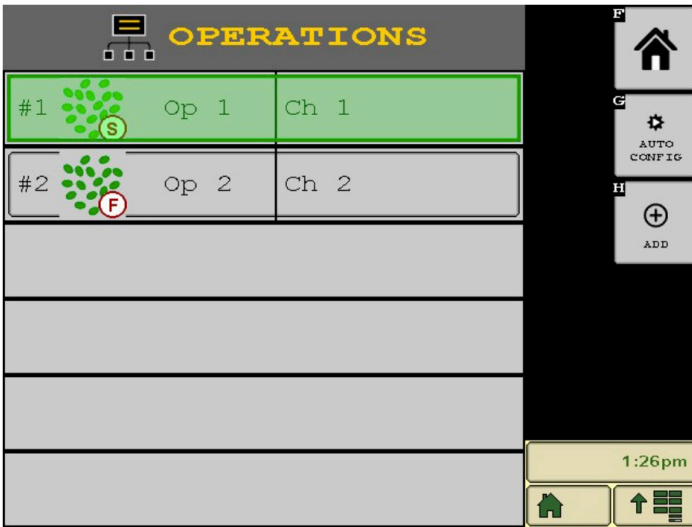 OPERATIONS
#1 S Op 1 Ch 1
#2 F Op 2 Ch 2
F
G
AUTO
CONFIG
H
ADD
1:26pm